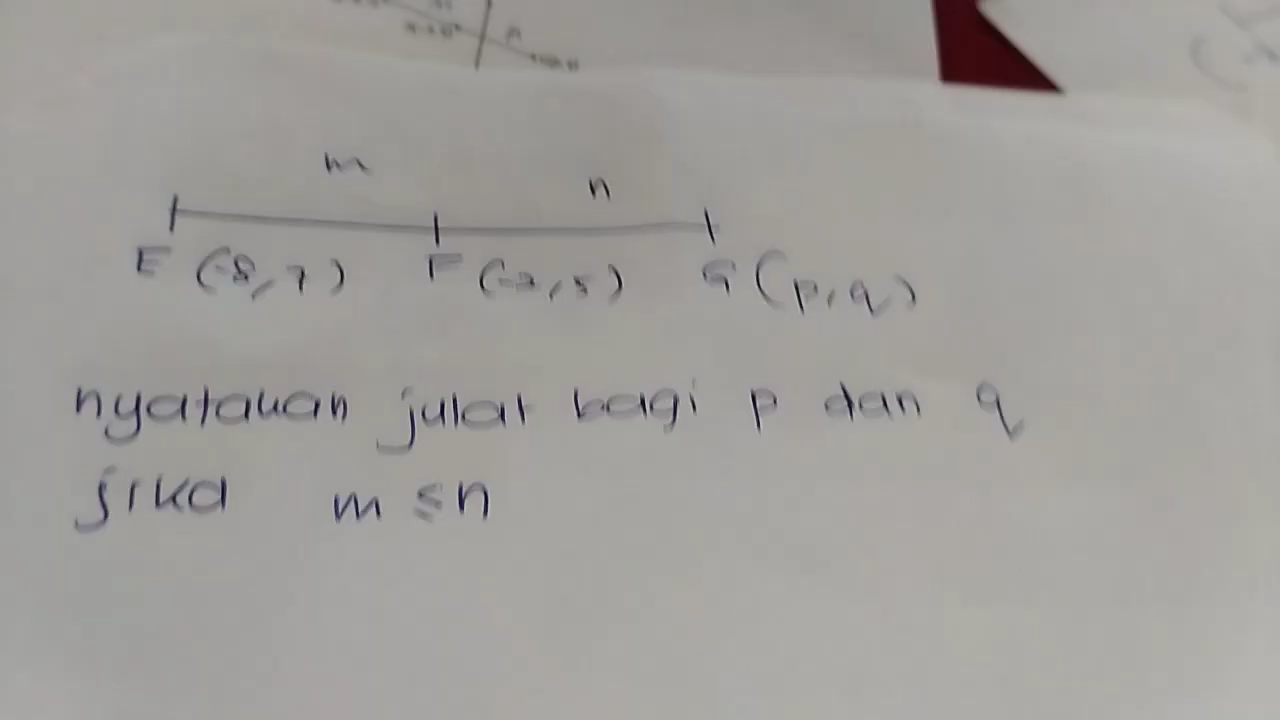 m n
E (-8, 7) F (-2, 5) G (p, q)
nyatakan julat bagi p dan q
jika m ≤ n